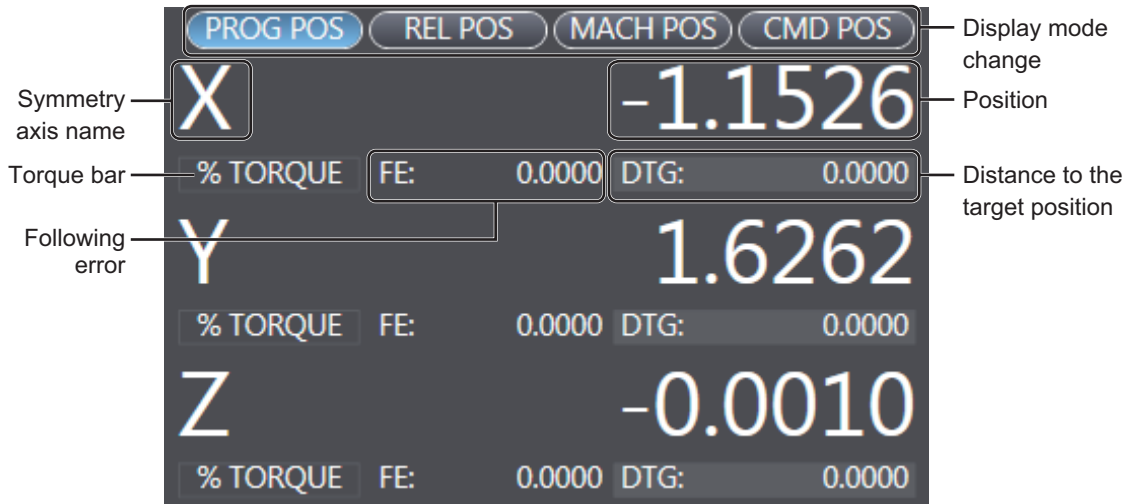 PROG POS REL POS MACH POS CMD POS
Display mode
change
X -1.1526
Symmetry
axis name
Position
Torque bar
% TORQUE FE: 0.0000 DTG: 0.0000
Distance to the
target position
Following
error
Y 1.6262
% TORQUE FE: 0.0000 DTG: 0.0000
Z -0.0010
% TORQUE FE: 0.0000 DTG: 0.0000